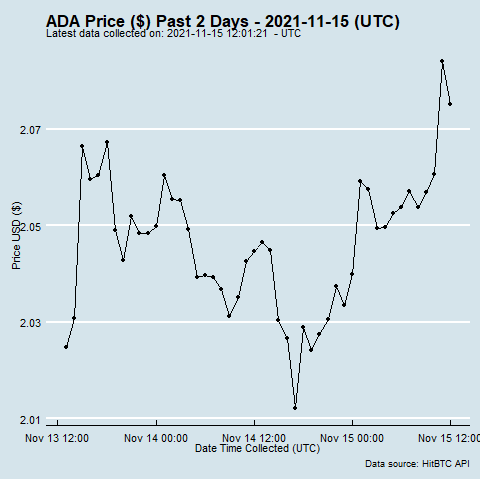 ADA Price ($) Past 2 Days - 2021-11-15 (UTC)
Latest data collected on: 2021-11-15 12:01:21 - UTC
2.07
2.05
2.03
2.01
Price USD ($)
Nov 13 12:00 Nov 14 00:00 Nov 14 12:00 Nov 15 00:00 Nov 15 12:00
Date Time Collected (UTC)
Data source: HitBTC API